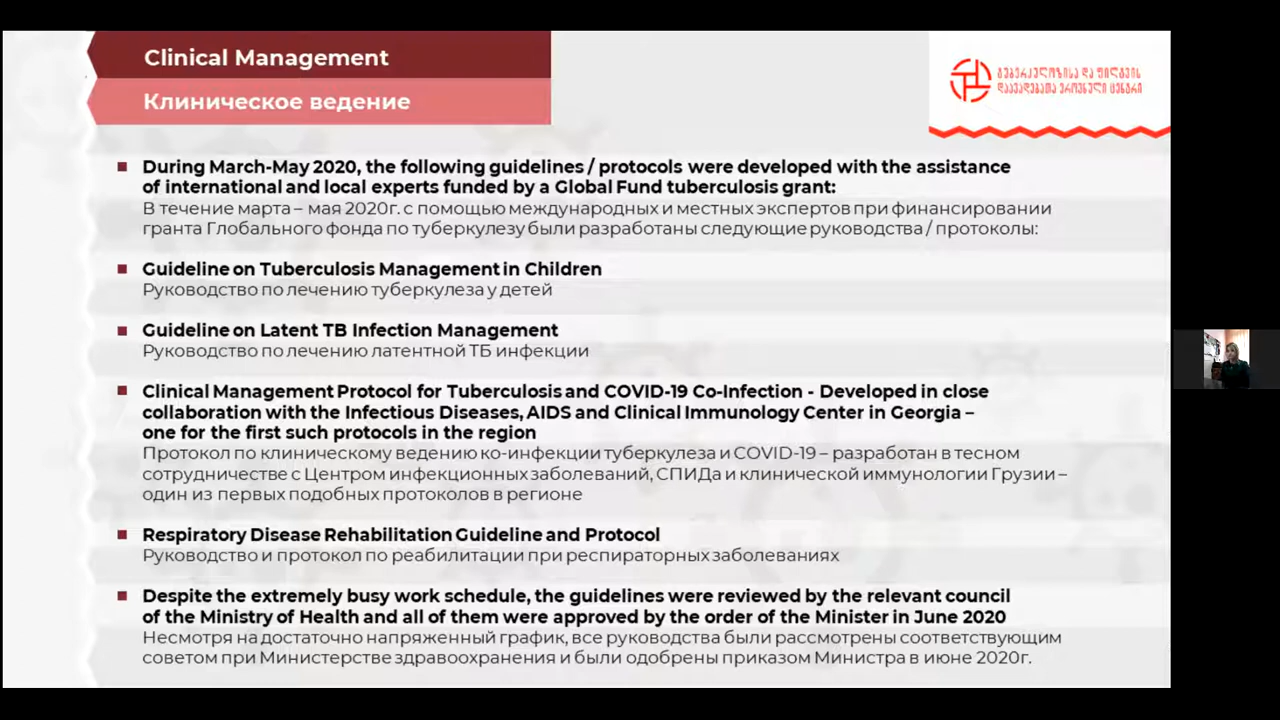 Clinical Management
Клиническое ведение
ტუბერკულოზისა და ფილტვის
დაავადებათა ეროვნული ცენტრი
During March-May 2020, the following guidelines / protocols were developed with the assistance
of international and local experts funded by a Global Fund tuberculosis grant:
В течение марта – мая 2020г. с помощью международных и местных экспертов при финансировании
гранта Глобального фонда по туберкулезу были разработаны следующие руководства / протоколы:
Guideline on Tuberculosis Management in Children
Руководство по лечению туберкулеза у детей
Guideline on Latent TB Infection Management
Руководство по лечению латентной ТБ инфекции
Clinical Management Protocol for Tuberculosis and COVID-19 Co-Infection - Developed in close
collaboration with the Infectious Diseases, AIDS and Clinical Immunology Center in Georgia –
one for the first such protocols in the region
Протокол по клиническому ведению ко-инфекции туберкулеза и COVID-19 – разработан в тесном
сотрудничестве с Центром инфекционных заболеваний, СПИДа и клинической иммунологии Грузии –
один из первых подобных протоколов в регионе
Respiratory Disease Rehabilitation Guideline and Protocol
Руководство и протокол по реабилитации при респираторных заболеваниях
Despite the extremely busy work schedule, the guidelines were reviewed by the relevant council
of the Ministry of Health and all of them were approved by the order of the Minister in June 2020
Несмотря на достаточно напряженный график, все руководства были рассмотрены соответствующим
советом при Министерстве здравоохранения и были одобрены приказом Министра в июне 2020г.